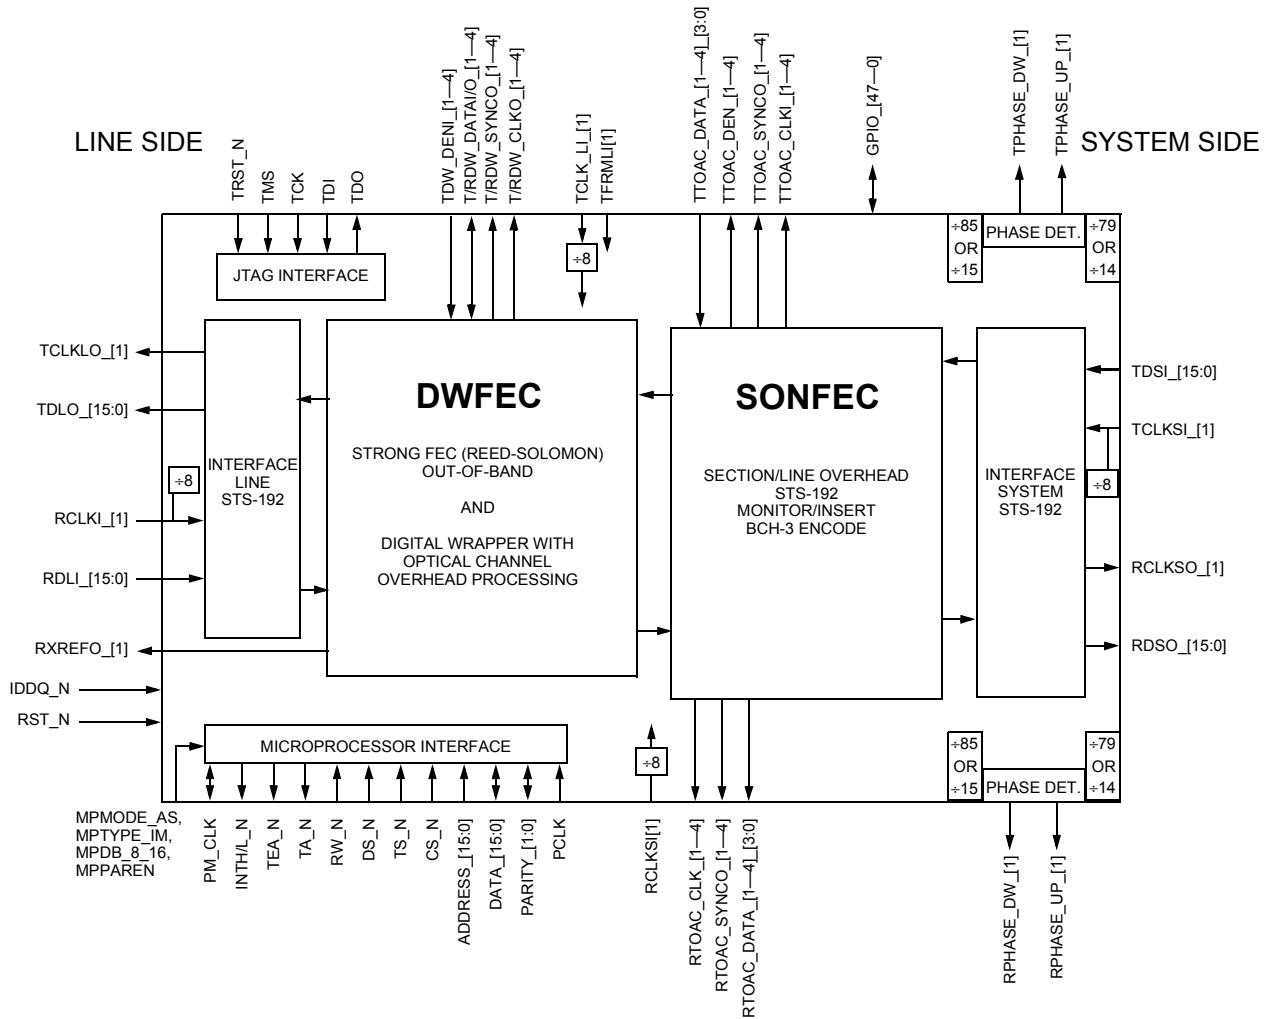 LINE SIDE
SYSTEM SIDE
TRST_N
TMS
TCK
TDI
TDO
TDW_DENI_[1—4]
T/RDW_DATAI/O_[1—4]
T/RDW_SYNCO_[1—4]
T/RDW_CLKO_[1—4]
TCLK_LI_[1]
TFRMLI[1]
TTOAC_DATA_[1—4]_[3:0]
TTOAC_DEN_[1—4]
TTOAC_SYNCO_[1—4]
TTOAC_CLKI_[1—4]
GPIO_[47—0]
TPHASE_DW_[1]
TPHASE_UP_[1]
÷85
OR
÷15
PHASE DET.
÷79
OR
÷14
÷8
JTAG INTERFACE
TCLKLO_[1]
TDLO_[15:0]
÷8
RCLKI_[1]
RDLI_[15:0]
RXREFO_[1]
IDDQ_N
RST_N
INTERFACE
LINE
STS-192
DWFEC
STRONG FEC (REED-SOLOMON)
OUT-OF-BAND
AND
DIGITAL WRAPPER WITH
OPTICAL CHANNEL
OVERHEAD PROCESSING
SONFEC
SECTION/LINE OVERHEAD
STS-192
MONITOR/INSERT
BCH-3 ENCODE
INTERFACE
SYSTEM
STS-192
TDSI_[15:0]
TCLKSI_[1]
÷8
RCLKSO_[1]
RDSO_[15:0]
MICROPROCESSOR INTERFACE
÷8
÷85
OR
÷15
PHASE DET.
÷79
OR
÷14
MPMODE_AS,
MPTYPE_IM,
MPDB_8_16,
MPPAREN
PM_CLK
INTH/L_N
TEA_N
TA_N
RW_N
DS_N
TS_N
CS_N
ADDRESS_[15:0]
DATA_[15:0]
PARITY_[1:0]
PCLK
RCLKSI[1]
RTOAC_CLK_[1—4]
RTOAC_SYNCO_[1—4]
RTOAC_DATA_[1—4]_[3:0]
RPHASE_DW_[1]
RPHASE_UP_[1]